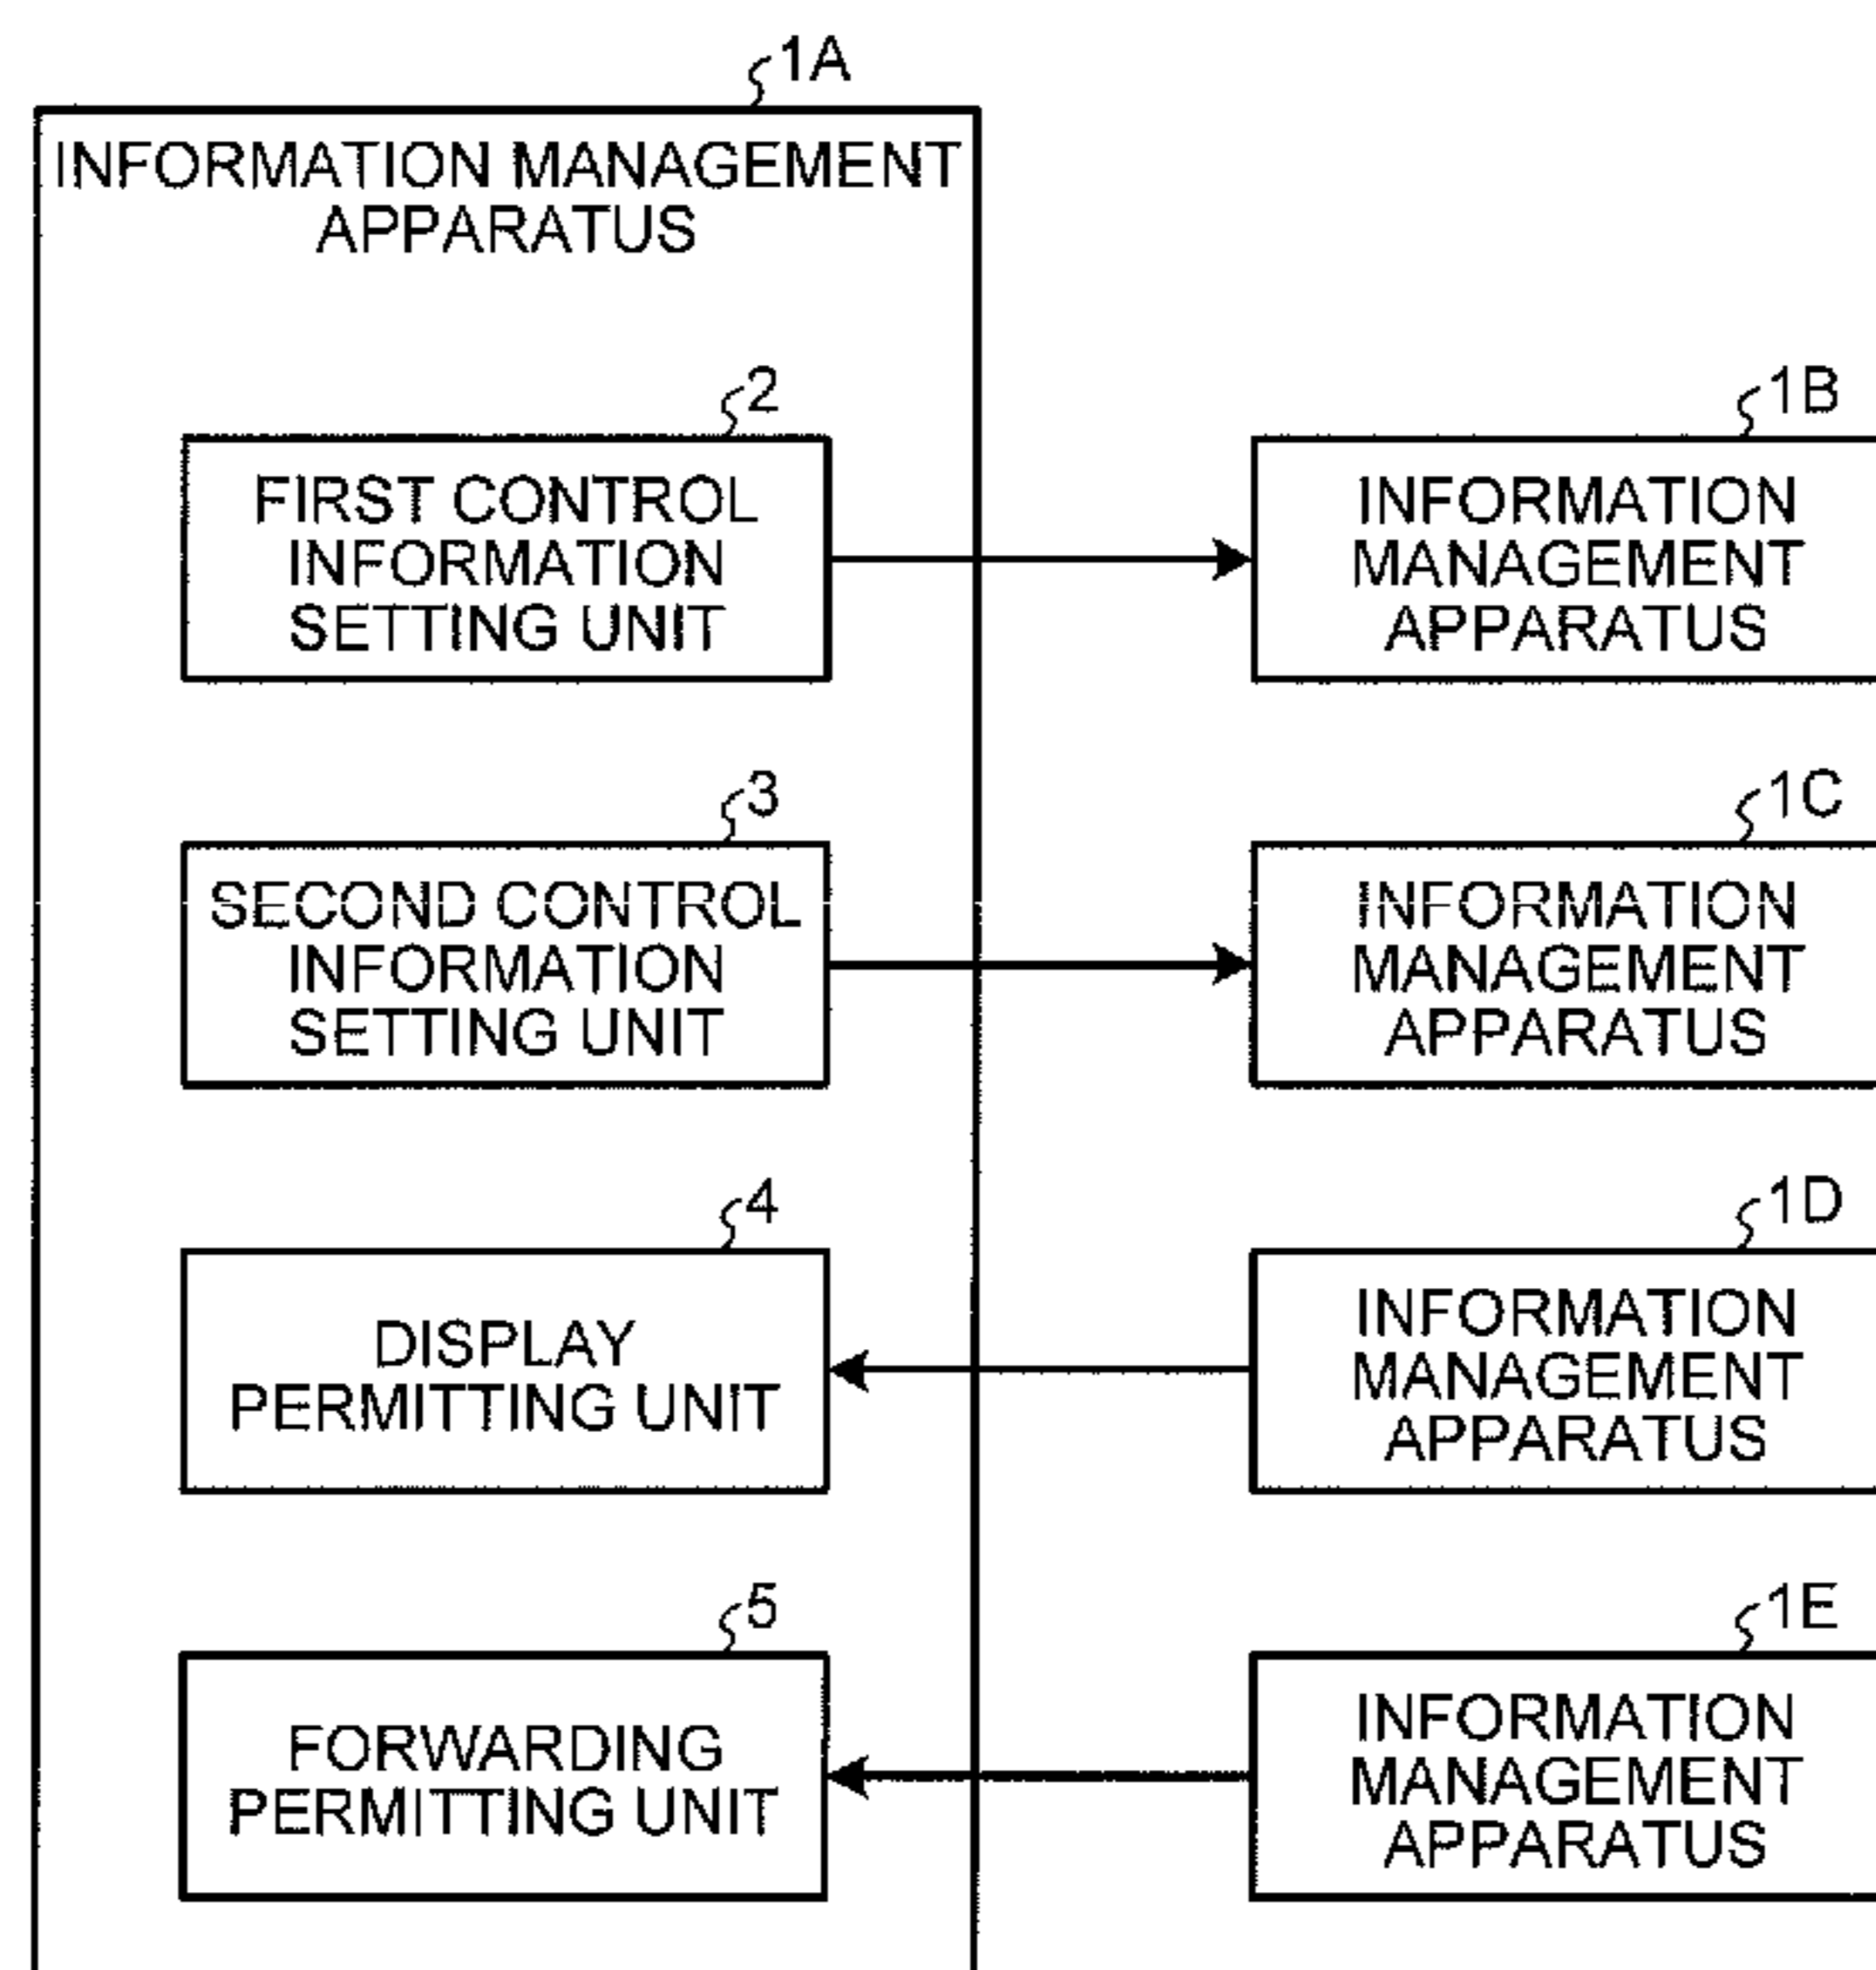 1A
INFORMATION MANAGEMENT
APPARATUS
2
FIRST CONTROL
INFORMATION
SETTING UNIT
1B
INFORMATION
MANAGEMENT
APPARATUS
3
SECOND CONTROL
INFORMATION
SETTING UNIT
1C
INFORMATION
MANAGEMENT
APPARATUS
4
DISPLAY
PERMITTING UNIT
1D
INFORMATION
MANAGEMENT
APPARATUS
5
FORWARDING
PERMITTING UNIT
1E
INFORMATION
MANAGEMENT
APPARATUS